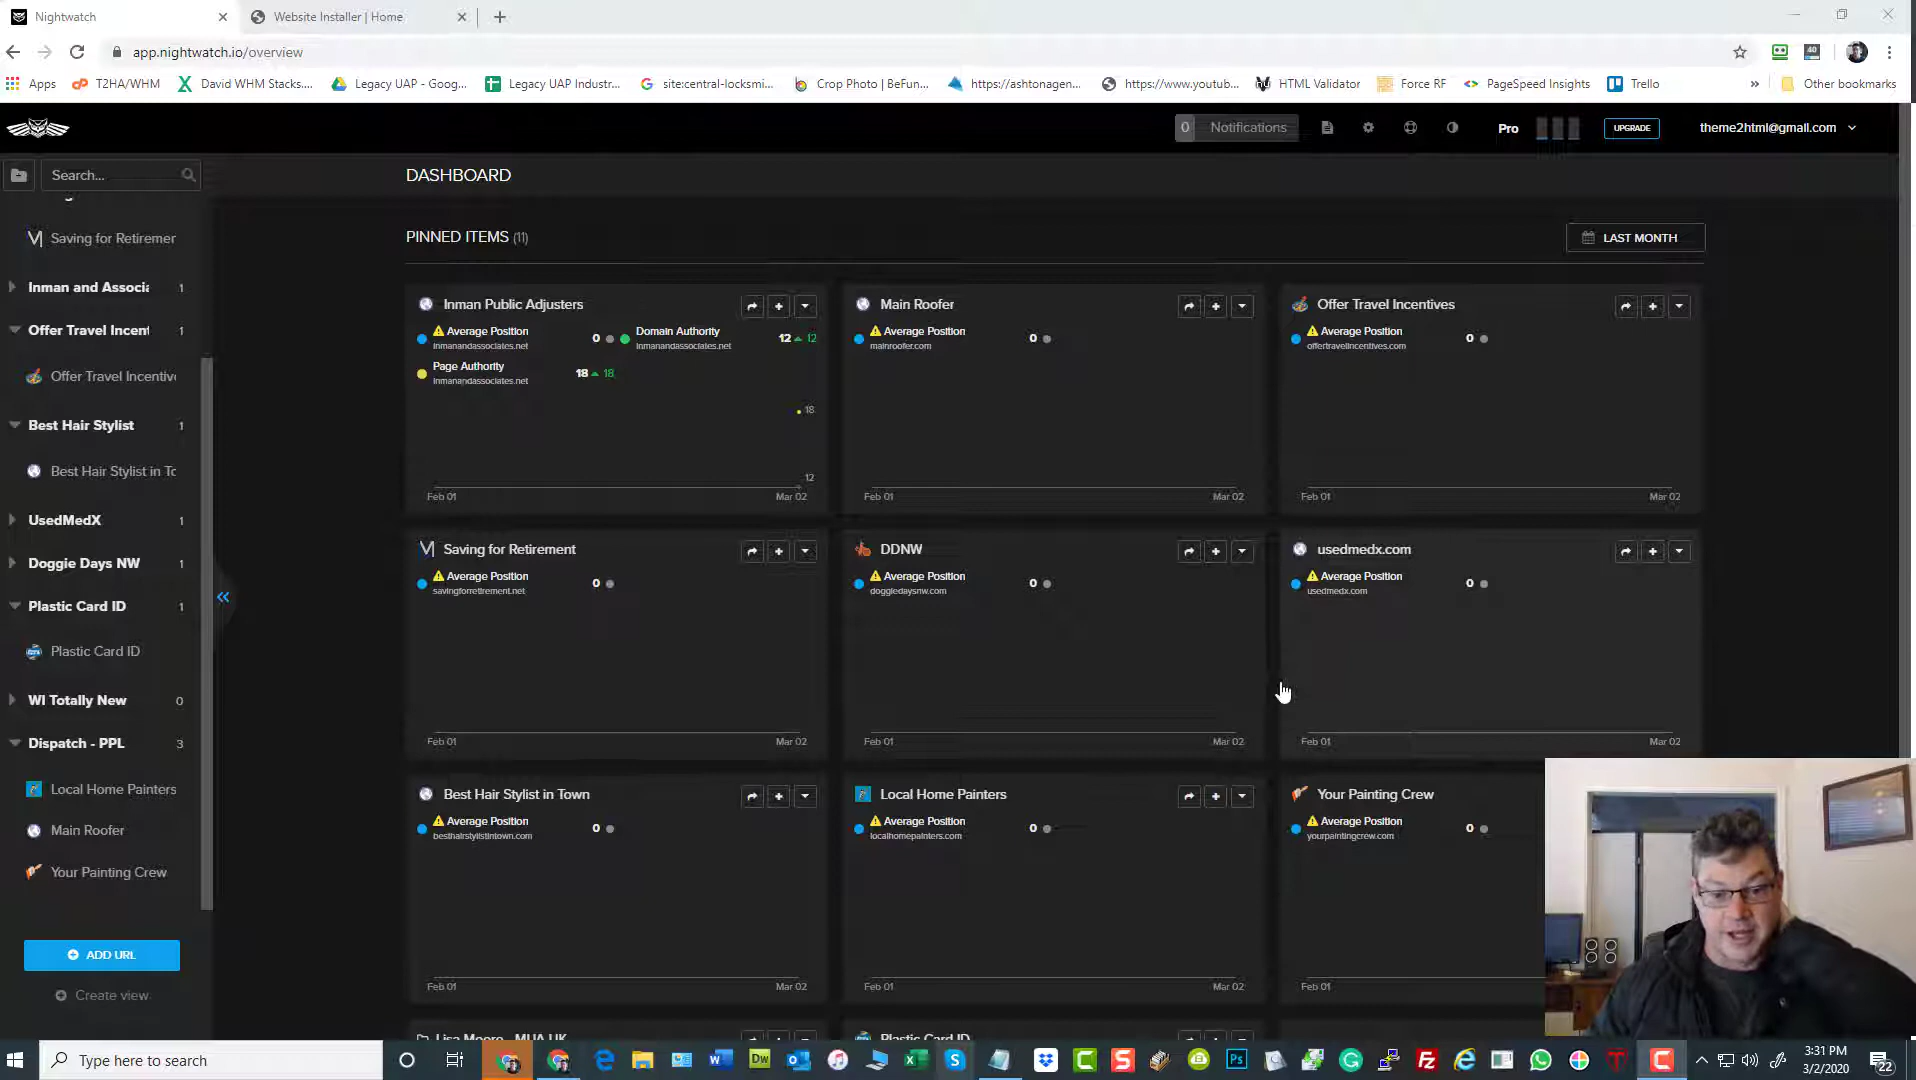 Nightwatch
Website Installer | Home
app.nightwatch.io/overview
Apps
T2HA/WHM
David WHM Stacks....
Legacy UAP - Goog...
Legacy UAP Industr...
site:central-locksmi...
Crop Photo | BeFun...
https://ashtonagen...
https://www.youtub...
HTML Validator
Force RF
PageSpeed Insights
Trello
»
Other bookmarks
0 Notifications
Pro
UPGRADE
theme2html@gmail.com
Search...
DASHBOARD
PINNED ITEMS (11)
LAST MONTH
Saving for Retiremer
Inman and Associa 1
Offer Travel Incent 1
Offer Travel Incentive
Best Hair Stylist 1
Best Hair Stylist in To
UsedMedX 1
Doggie Days NW 1
Plastic Card ID 1
Plastic Card ID
WI Totally New 0
Dispatch - PPL 3
Local Home Painters
Main Roofer
Your Painting Crew
ADD URL
Create view
Inman Public Adjusters
Average Position 0
inmanandassociates.net
Domain Authority 12 12
inmanandassociates.net
Page Authority 18 18
inmanandassociates.net
18
12
Feb 01 Mar 02
Main Roofer
Average Position 0
mainroofer.com
Feb 01 Mar 02
Offer Travel Incentives
Average Position 0
offertravelincentives.com
Feb 01 Mar 02
Saving for Retirement
Average Position 0
savingforretirement.net
Feb 01 Mar 02
DDNW
Average Position 0
doggiedaysnw.com
Feb 01 Mar 02
usedmedx.com
Average Position 0
usedmedx.com
Feb 01 Mar 02
Best Hair Stylist in Town
Average Position 0
besthairstylistintown.com
Feb 01 Mar 02
Local Home Painters
Average Position 0
localhomepainters.com
Feb 01 Mar 02
Your Painting Crew
Average Position 0
yourpaintingcrew.com
Feb 01
Lisa Moore - MUA UK
Plastic Card ID
Type here to search
3:31 PM
3/2/2020
22